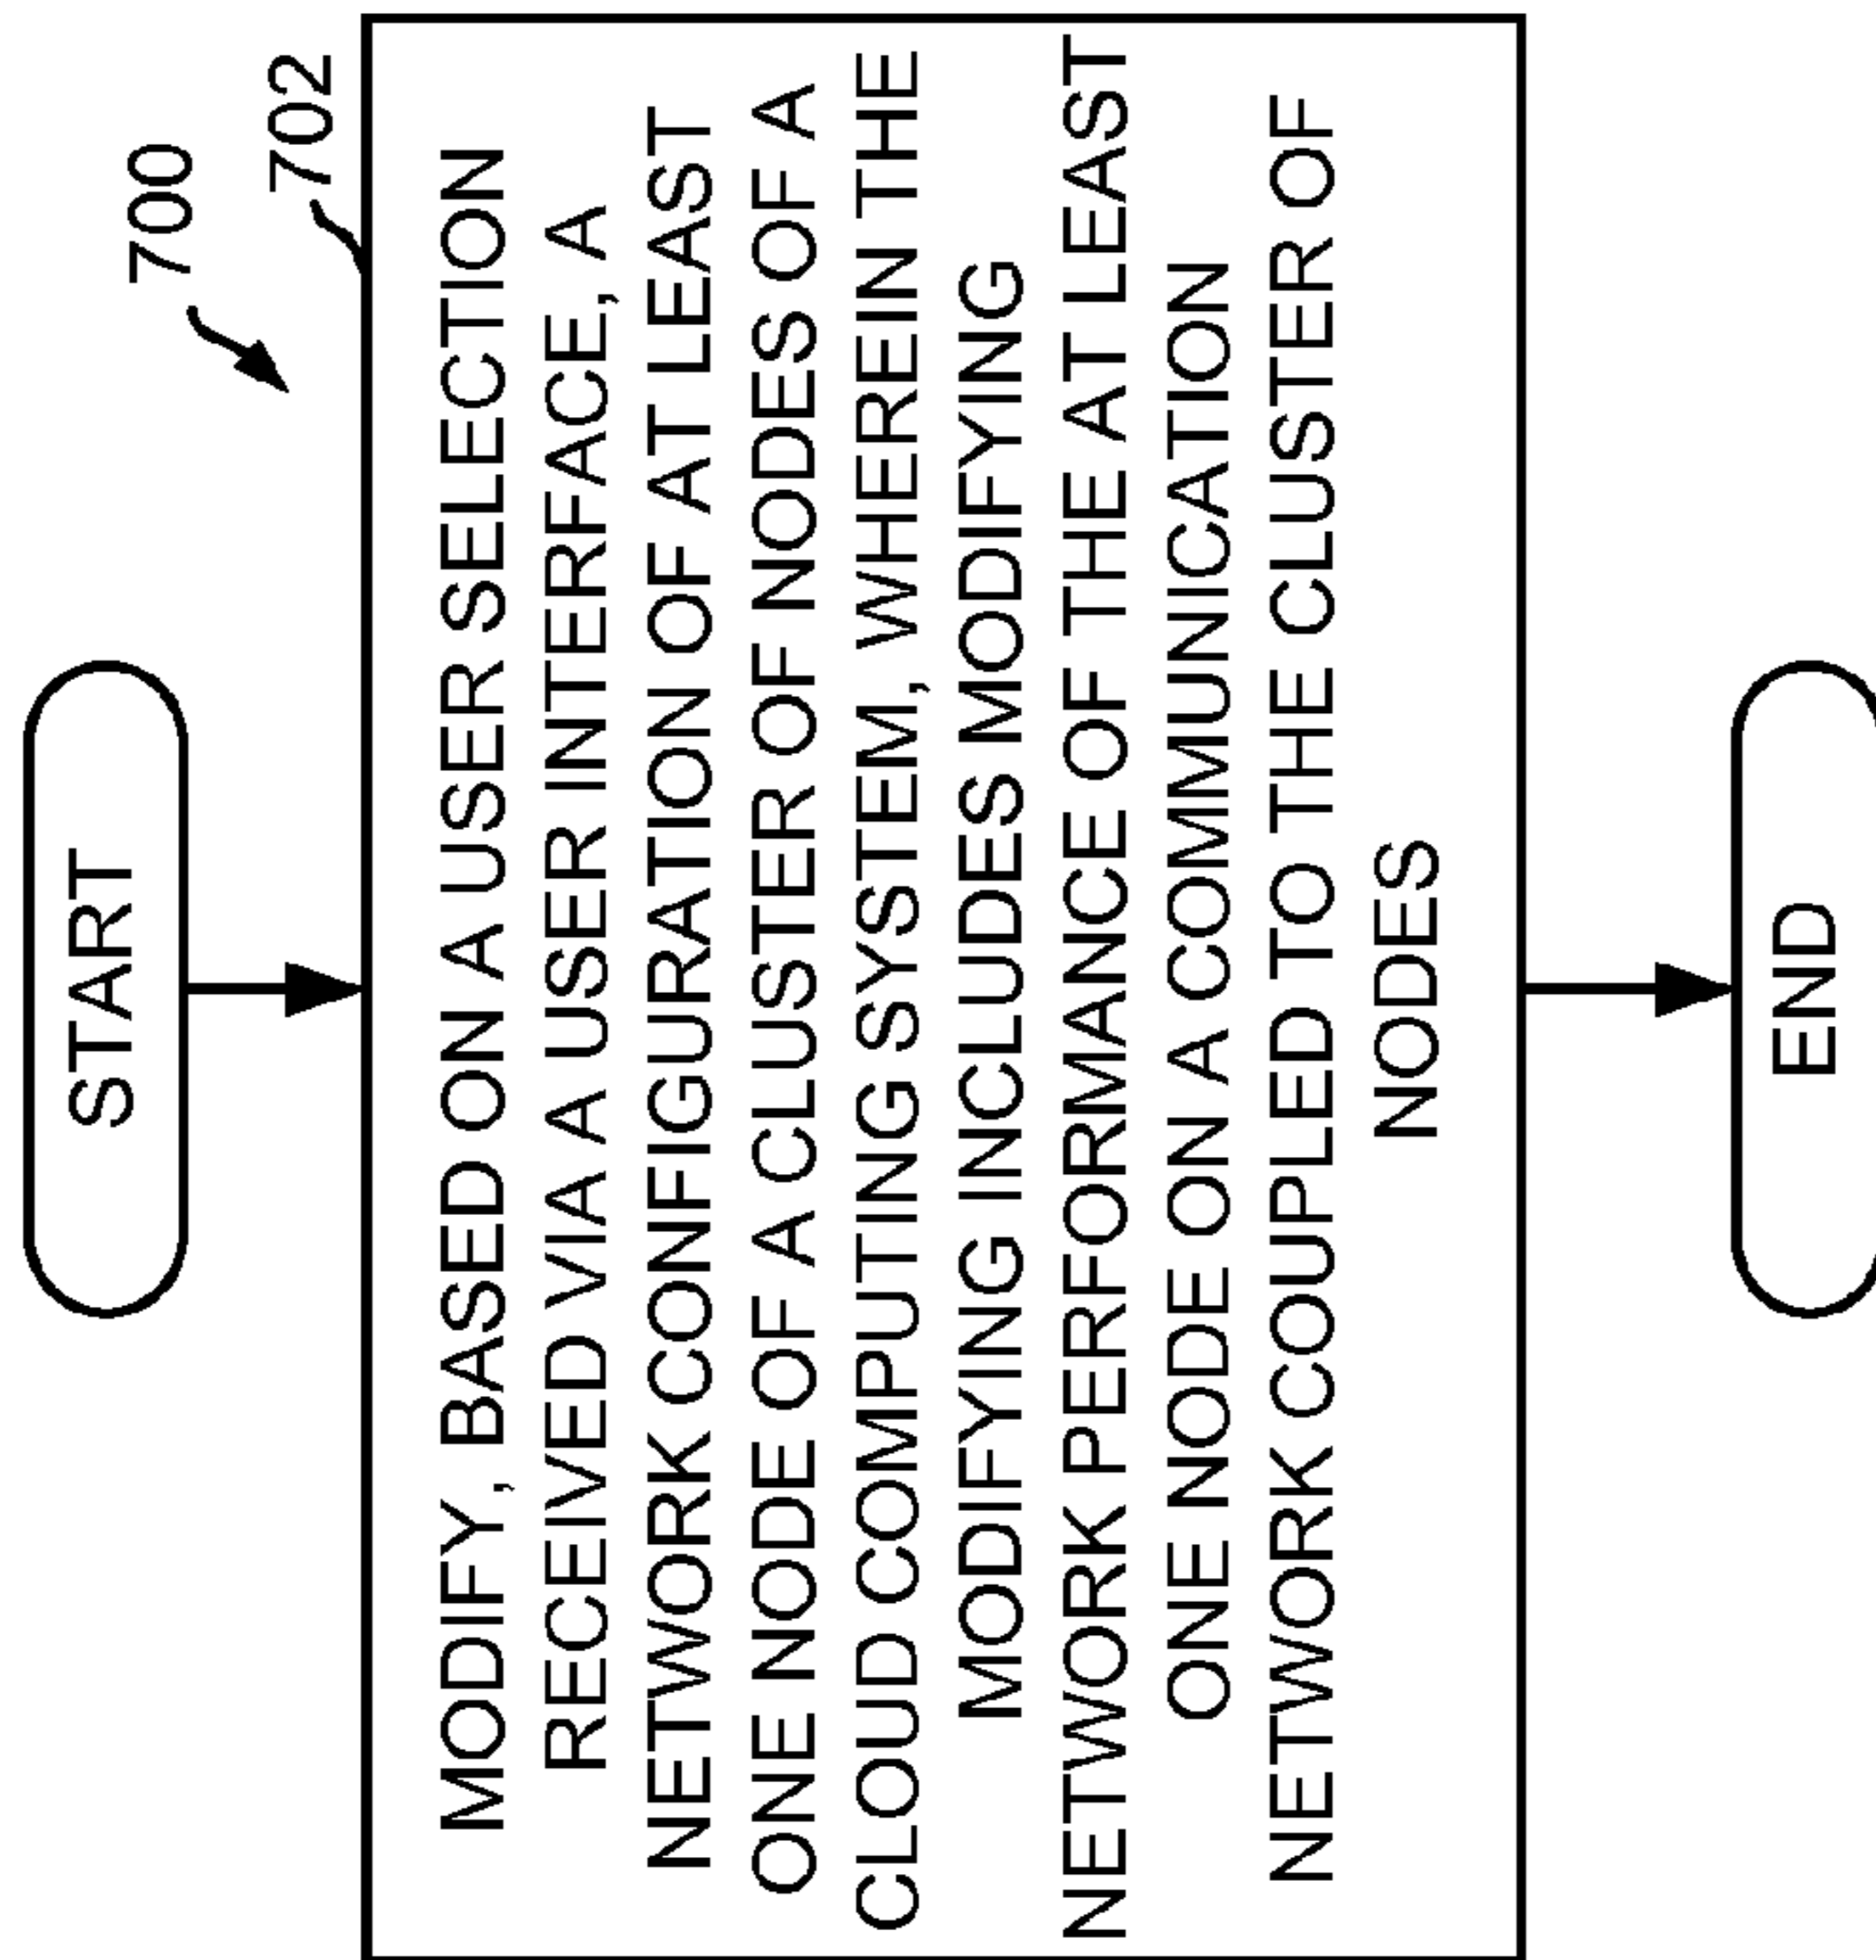 START
700
702
MODIFY, BASED ON A USER SELECTION
RECEIVED VIA A USER INTERFACE, A
NETWORK CONFIGURATION OF AT LEAST
ONE NODE OF A CLUSTER OF NODES OF A
CLOUD COMPUTING SYSTEM, WHEREIN THE
MODIFYING INCLUDES MODIFYING
NETWORK PERFORMANCE OF THE AT LEAST
ONE NODE ON A COMMUNICATION
NETWORK COUPLED TO THE CLUSTER OF
NODES
END